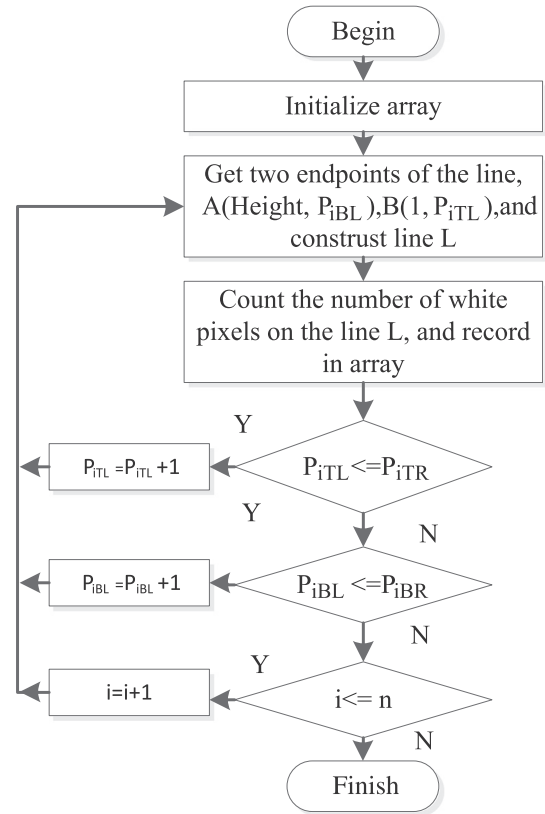 Begin
Initialize array
Get two endpoints of the line,
A(Height, PiBL),B(1, PiTL),and
construst line L
Count the number of white
pixels on the line L, and record
in array
Y
PiTL =PiTL +1
PiTL<=PiTR
Y
N
PiBL =PiBL +1
PiBL <=PiBR
N
Y
i=i+1
i<= n
N
Finish